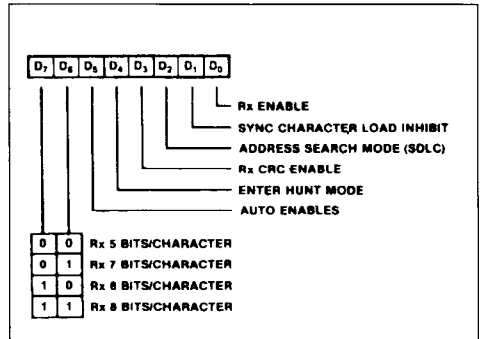 D7 D6 D5 D4 D3 D2 D1 D0
Rx ENABLE
SYNC CHARACTER LOAD INHIBIT
ADDRESS SEARCH MODE (SDLC)
Rx CRC ENABLE
ENTER HUNT MODE
AUTO ENABLES
0 0 Rx 5 BITS/CHARACTER
0 1 Rx 7 BITS/CHARACTER
1 0 Rx 6 BITS/CHARACTER
1 1 Rx 8 BITS/CHARACTER